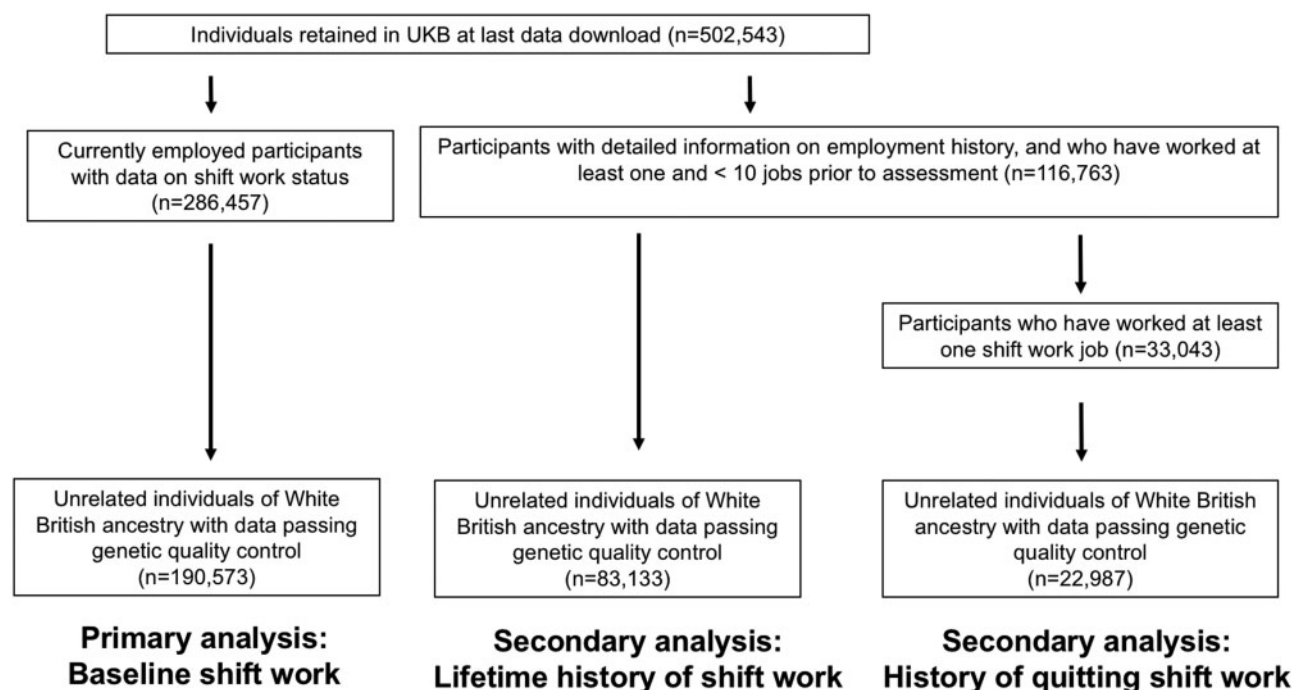 Individuals retained in UKB at last data download (n=502,543)
Currently employed participants
with data on shift work status
(n=286,457)
Participants with detailed information on employment history, and who have worked at
least one and < 10 jobs prior to assessment (n=116,763)
Participants who have worked at least
one shift work job (n=33,043)
Unrelated individuals of White
British ancestry with data passing
genetic quality control
(n=190,573)
Unrelated individuals of White
British ancestry with data passing
genetic quality control
(n=83,133)
Unrelated individuals of White British
ancestry with data passing genetic
quality control
(n=22,987)
Primary analysis:
Baseline shift work
Secondary analysis:
Lifetime history of shift work
Secondary analysis:
History of quitting shift work